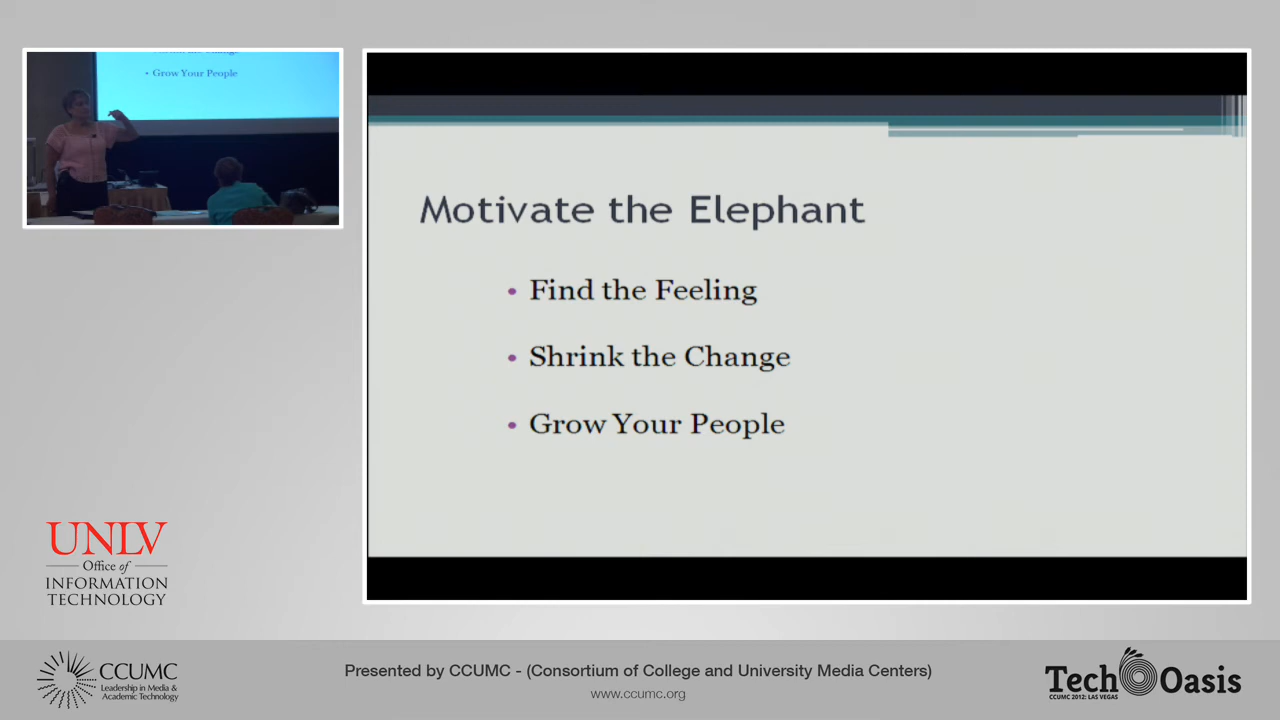 • Grow Your People
Motivate the Elephant
• Find the Feeling
• Shrink the Change
• Grow Your People
UNLV
Office of
INFORMATION
TECHNOLOGY
CCUMC
Leadership in Media &
Academic Technology
Presented by CCUMC - (Consortium of College and University Media Centers)
www.ccumc.org
Tech Oasis
CCUMC 2012: LAS VEGAS